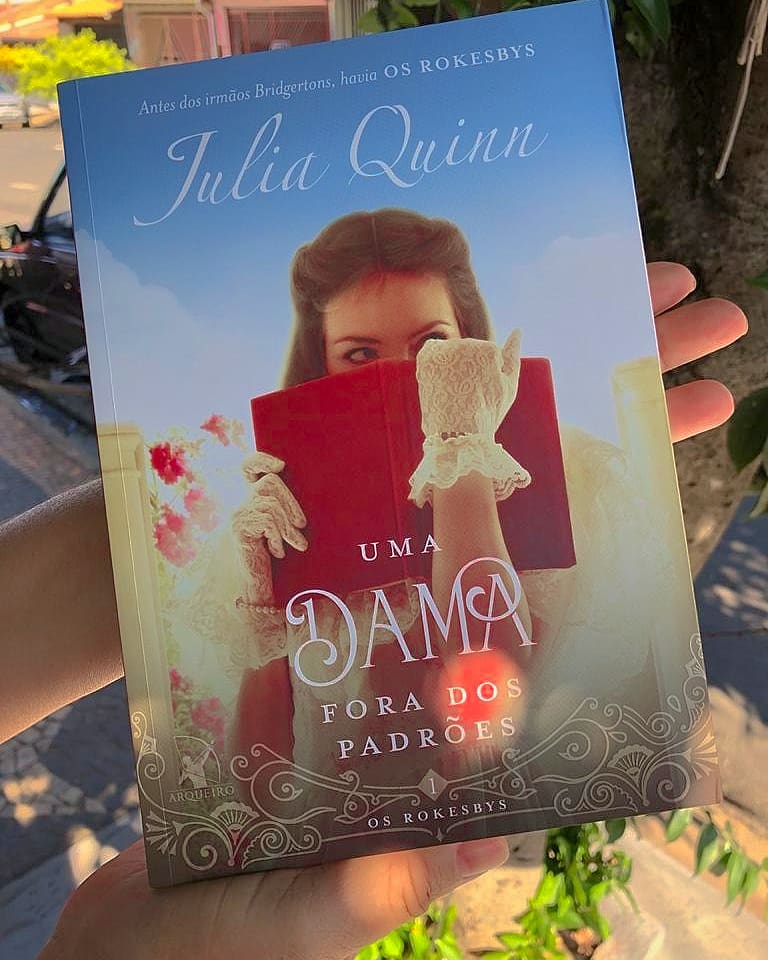 Antes dos irmãos Bridgertons, havia OS ROKESBYS
Julia Quinn
UMA
DAMA
FORA DOS
PADRÕES
ARQUEIRO
1
OS ROKESBYS